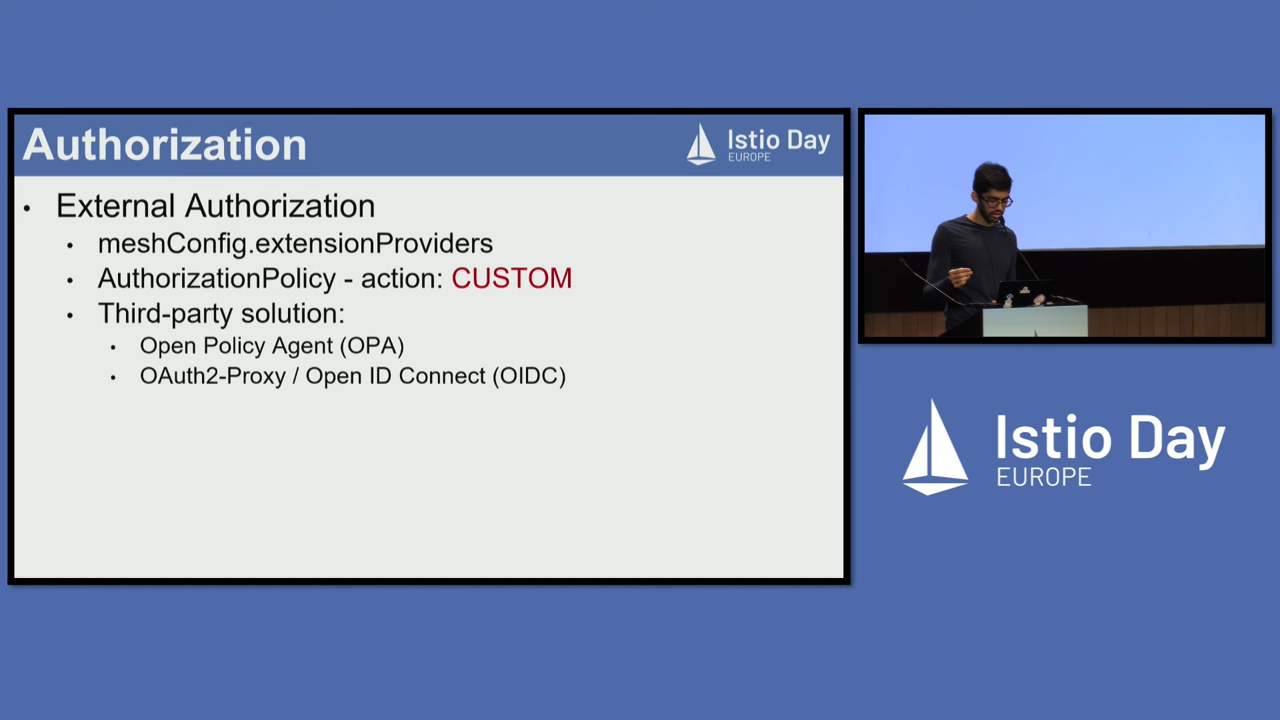 Authorization
Istio Day
EUROPE
• External Authorization
• meshConfig.extensionProviders
• AuthorizationPolicy - action: CUSTOM
• Third-party solution:
• Open Policy Agent (OPA)
• OAuth2-Proxy / Open ID Connect (OIDC)
Istio Day
EUROPE